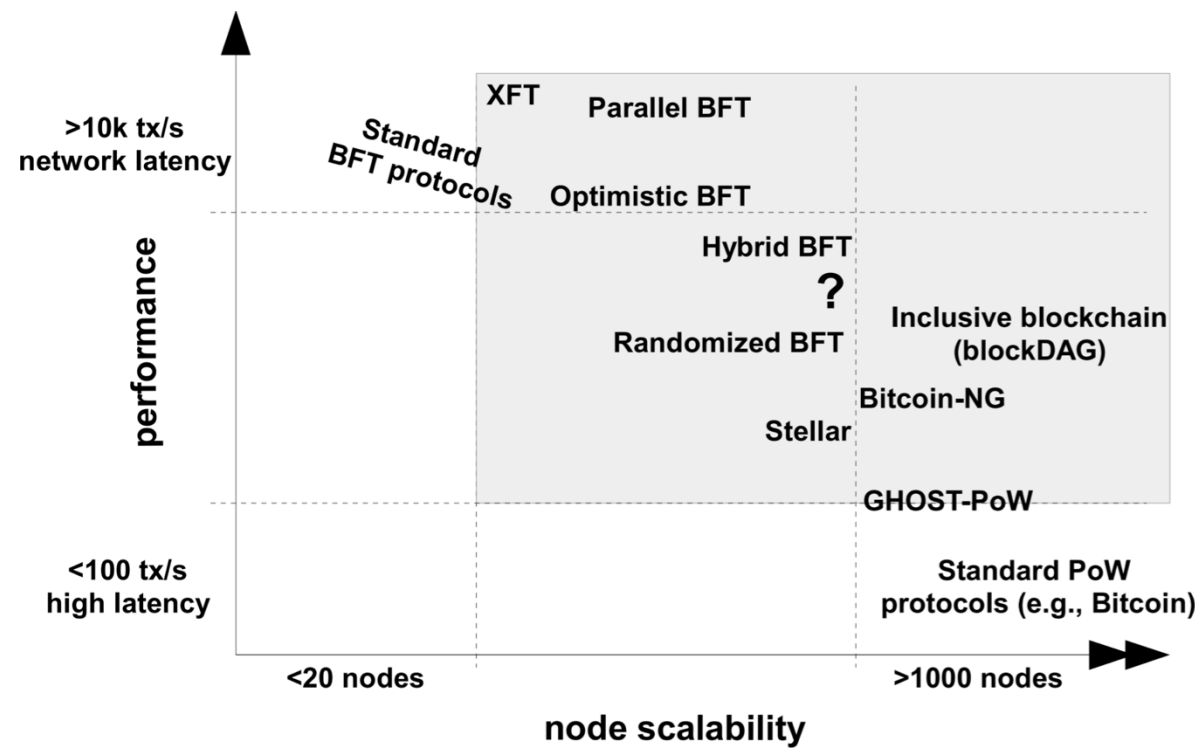 >10k tx/s
network latency
XFT
Parallel BFT
Standard
BFT protocols
Optimistic BFT
performance
Hybrid BFT
?
Randomized BFT
Inclusive blockchain
(blockDAG)
Bitcoin-NG
Stellar
GHOST-PoW
<100 tx/s
high latency
Standard PoW
protocols (e.g., Bitcoin)
<20 nodes
>1000 nodes
node scalability